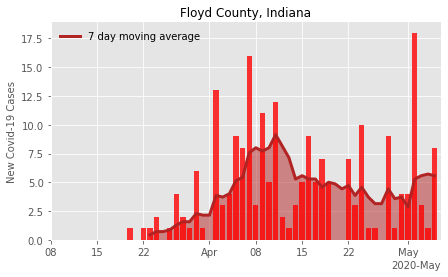 Floyd County, Indiana
7 day moving average
New Covid-19 Cases
17.5
15.0
12.5
10.0
7.5
5.0
2.5
0.0
08
15
22
Apr
08
15
22
May
2020-May